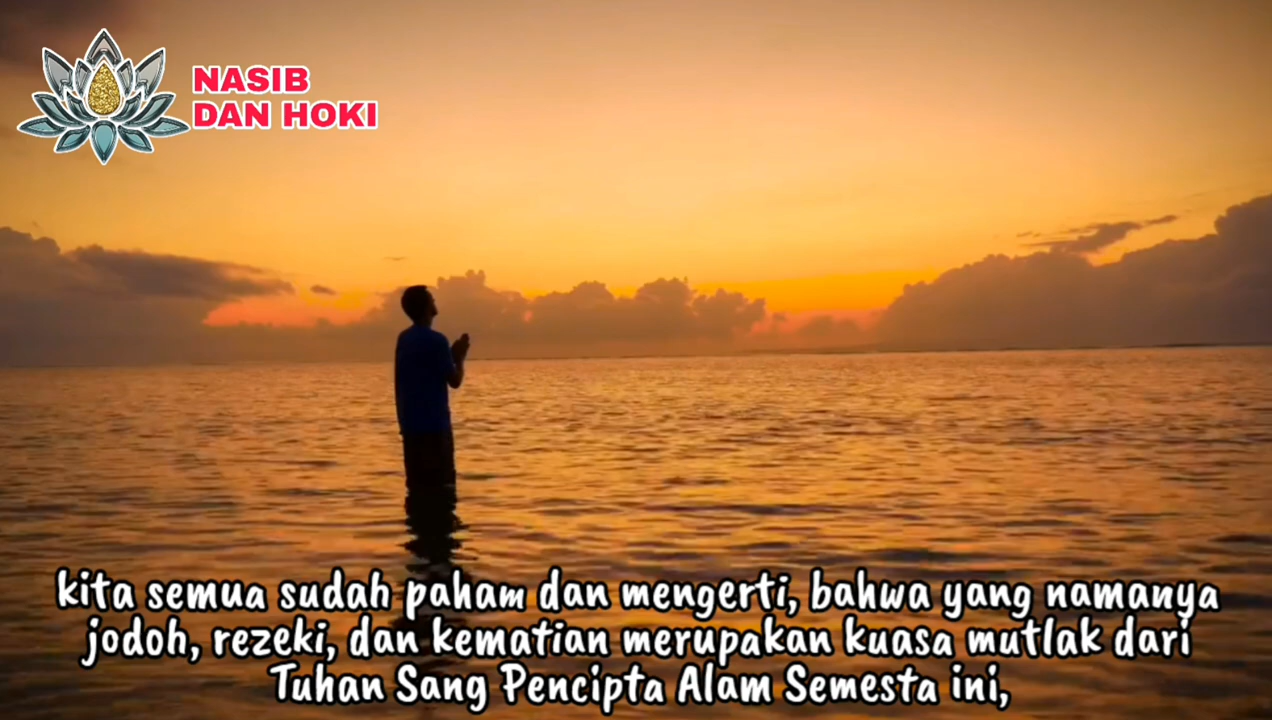 NASIB
DAN HOKI
kita semua sudah paham dan mengerti, bahwa yang namanya
jodoh, rezeki, dan kematian merupakan kuasa mutlak dari
Tuhan Sang Pencipta Alam Semesta ini,